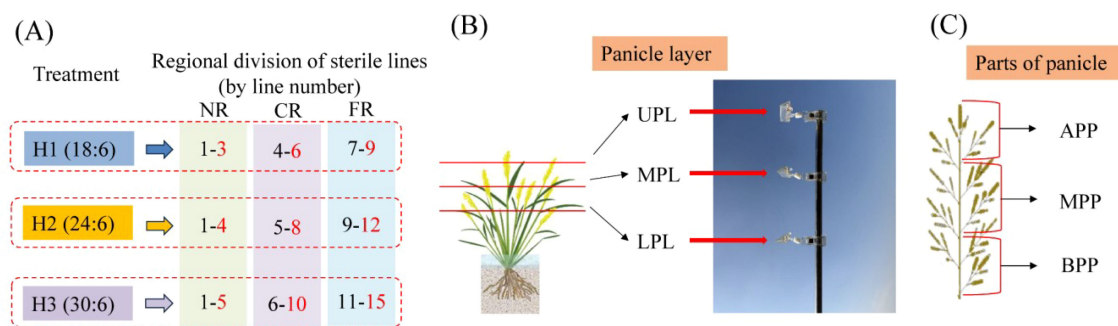 (A)
Treatment
Regional division of sterile lines
(by line number)
NR CR FR
H1 (18:6) 1-3 4-6 7-9
H2 (24:6) 1-4 5-8 9-12
H3 (30:6) 1-5 6-10 11-15
(B)
Panicle layer
UPL
MPL
LPL
(C)
Parts of panicle
APP
MPP
BPP